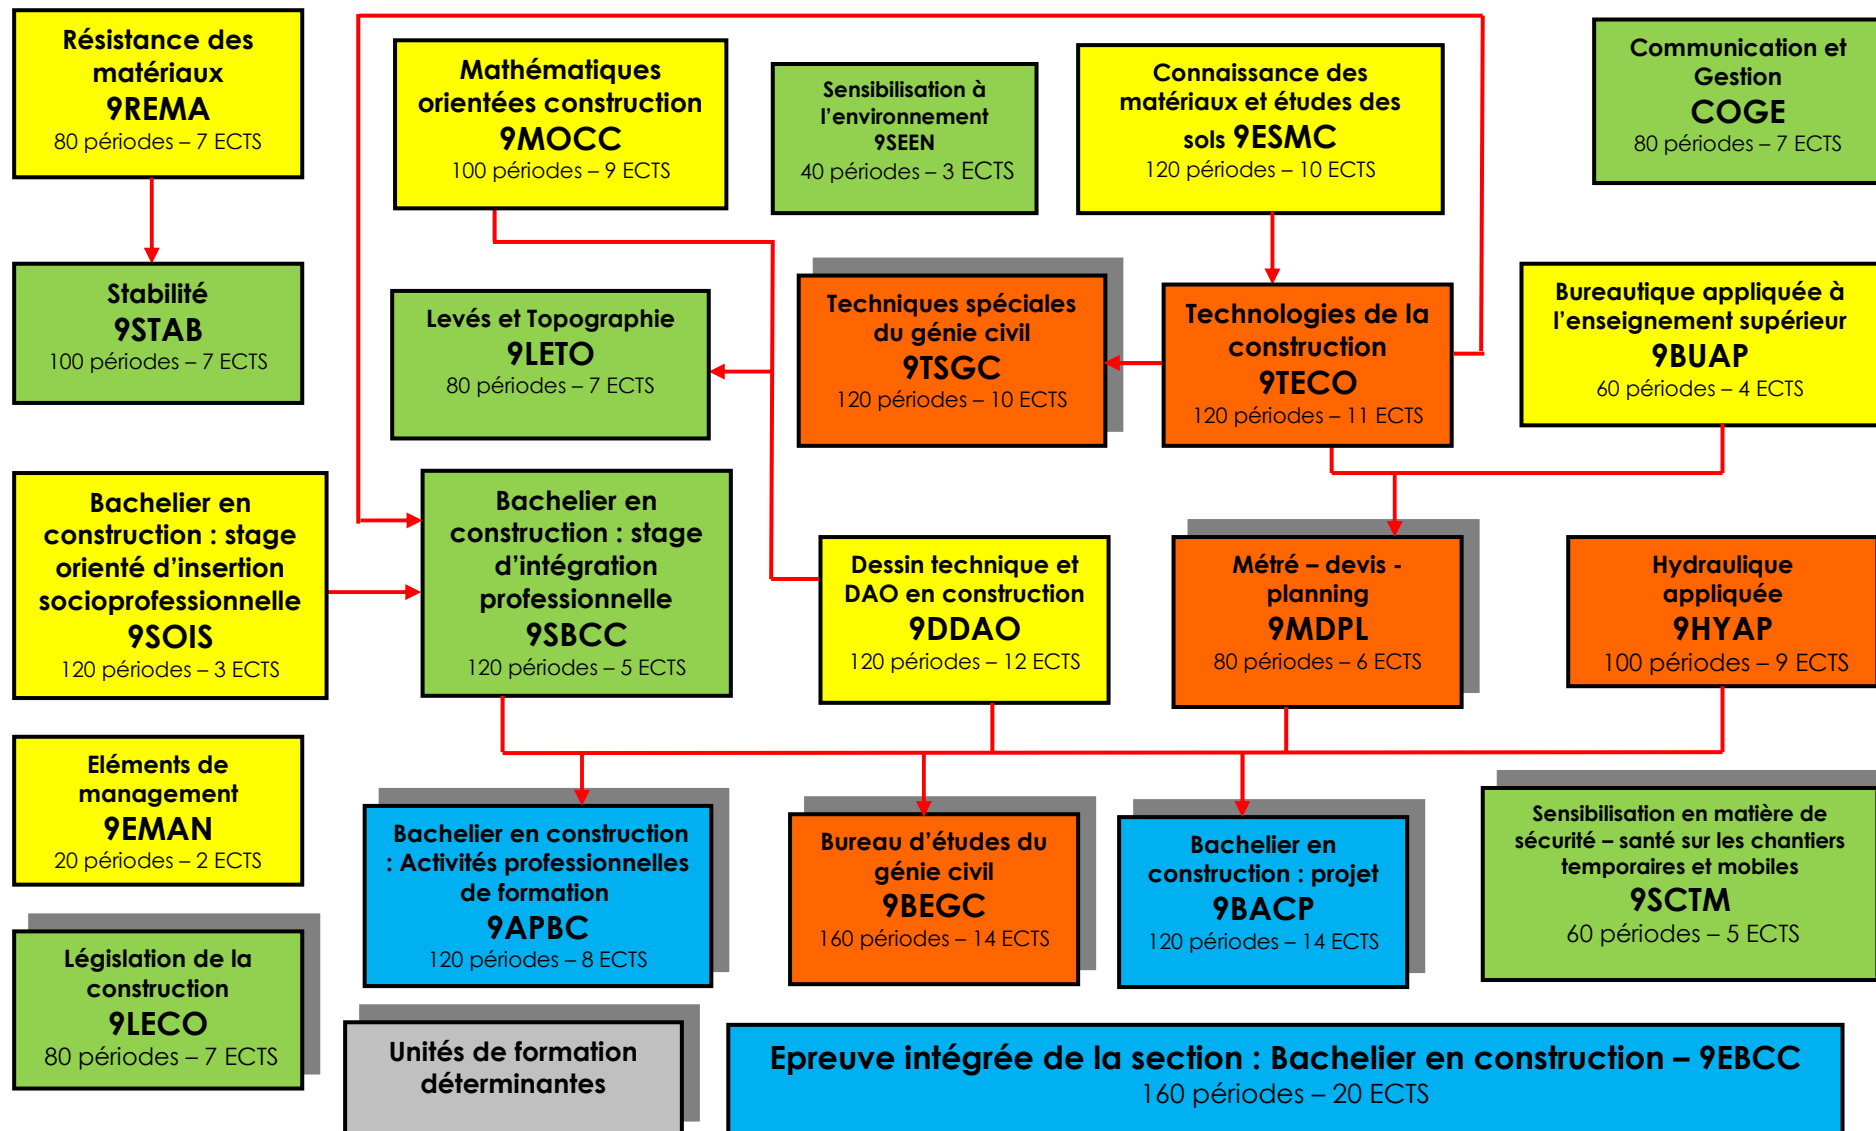 Résistance des
matériaux
9REMA
80 périodes – 7 ECTS
Mathématiques
orientées construction
9MOCC
100 périodes – 9 ECTS
Sensibilisation à
l’environnement
9SEEN
40 périodes – 3 ECTS
Connaissance des
matériaux et études des
sols 9ESMC
120 périodes – 10 ECTS
Communication et
Gestion
COGE
80 périodes – 7 ECTS
Stabilité
9STAB
100 périodes – 7 ECTS
Levés et Topographie
9LETO
80 périodes – 7 ECTS
Techniques spéciales
du génie civil
9TSGC
120 périodes – 10 ECTS
Technologies de la
construction
9TECO
120 périodes – 11 ECTS
Bureautique appliquée à
l’enseignement supérieur
9BUAP
60 périodes – 4 ECTS
Bachelier en
construction : stage
orienté d’insertion
socioprofessionnelle
9SOIS
120 périodes – 3 ECTS
Bachelier en
construction : stage
d’intégration
professionnelle
9SBCC
120 périodes – 5 ECTS
Dessin technique et
DAO en construction
9DDAO
120 périodes – 12 ECTS
Métré – devis -
planning
9MDPL
80 périodes – 6 ECTS
Hydraulique
appliquée
9HYAP
100 périodes – 9 ECTS
Eléments de
management
9EMAN
20 périodes – 2 ECTS
Bachelier en construction
: Activités professionnelles
de formation
9APBC
120 périodes – 8 ECTS
Bureau d’études du
génie civil
9BEGC
160 périodes – 14 ECTS
Bachelier en
construction : projet
9BACP
120 périodes – 14 ECTS
Sensibilisation en matière de
sécurité – santé sur les chantiers
temporaires et mobiles
9SCTM
60 périodes – 5 ECTS
Législation de la
construction
9LECO
80 périodes – 7 ECTS
Unités de formation
déterminantes
Epreuve intégrée de la section : Bachelier en construction – 9EBCC
160 périodes – 20 ECTS